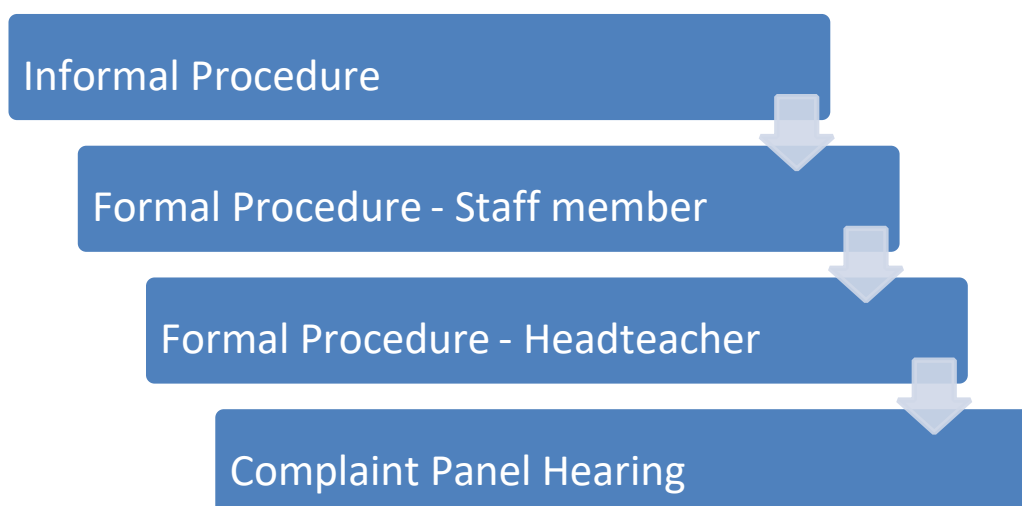 Informal Procedure
Formal Procedure - Staff member
Formal Procedure - Headteacher
Complaint Panel Hearing